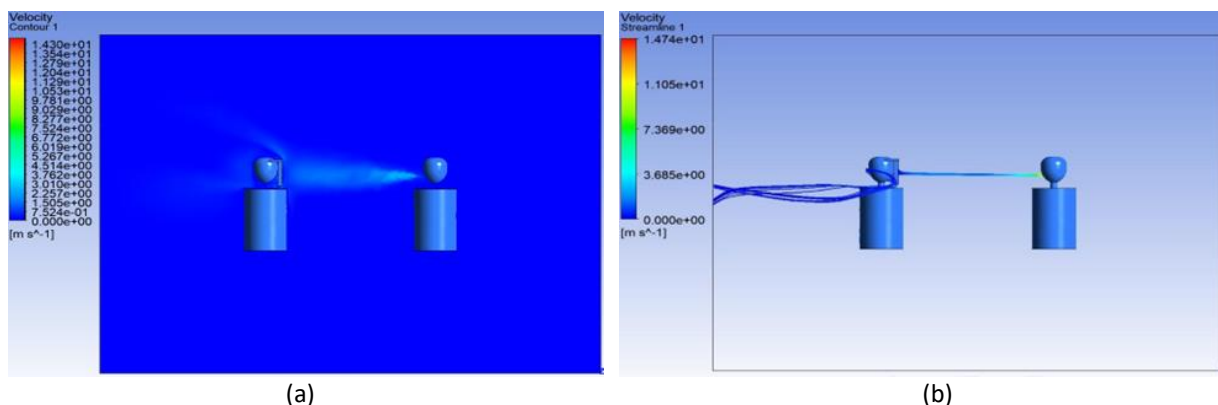 Velocity
Contour 1
1.430e+01
1.354e+01
1.279e+01
1.204e+01
1.129e+01
1.053e+01
9.781e+00
9.029e+00
8.277e+00
7.524e+00
6.772e+00
6.019e+00
5.267e+00
4.514e+00
3.762e+00
3.010e+00
2.257e+00
1.505e+00
7.524e-01
0.000e+00
[m s^-1]
(a)
Velocity
Streamline 1
1.474e+01
1.105e+01
7.369e+00
3.685e+00
0.000e+00
[m s^-1]
(b)